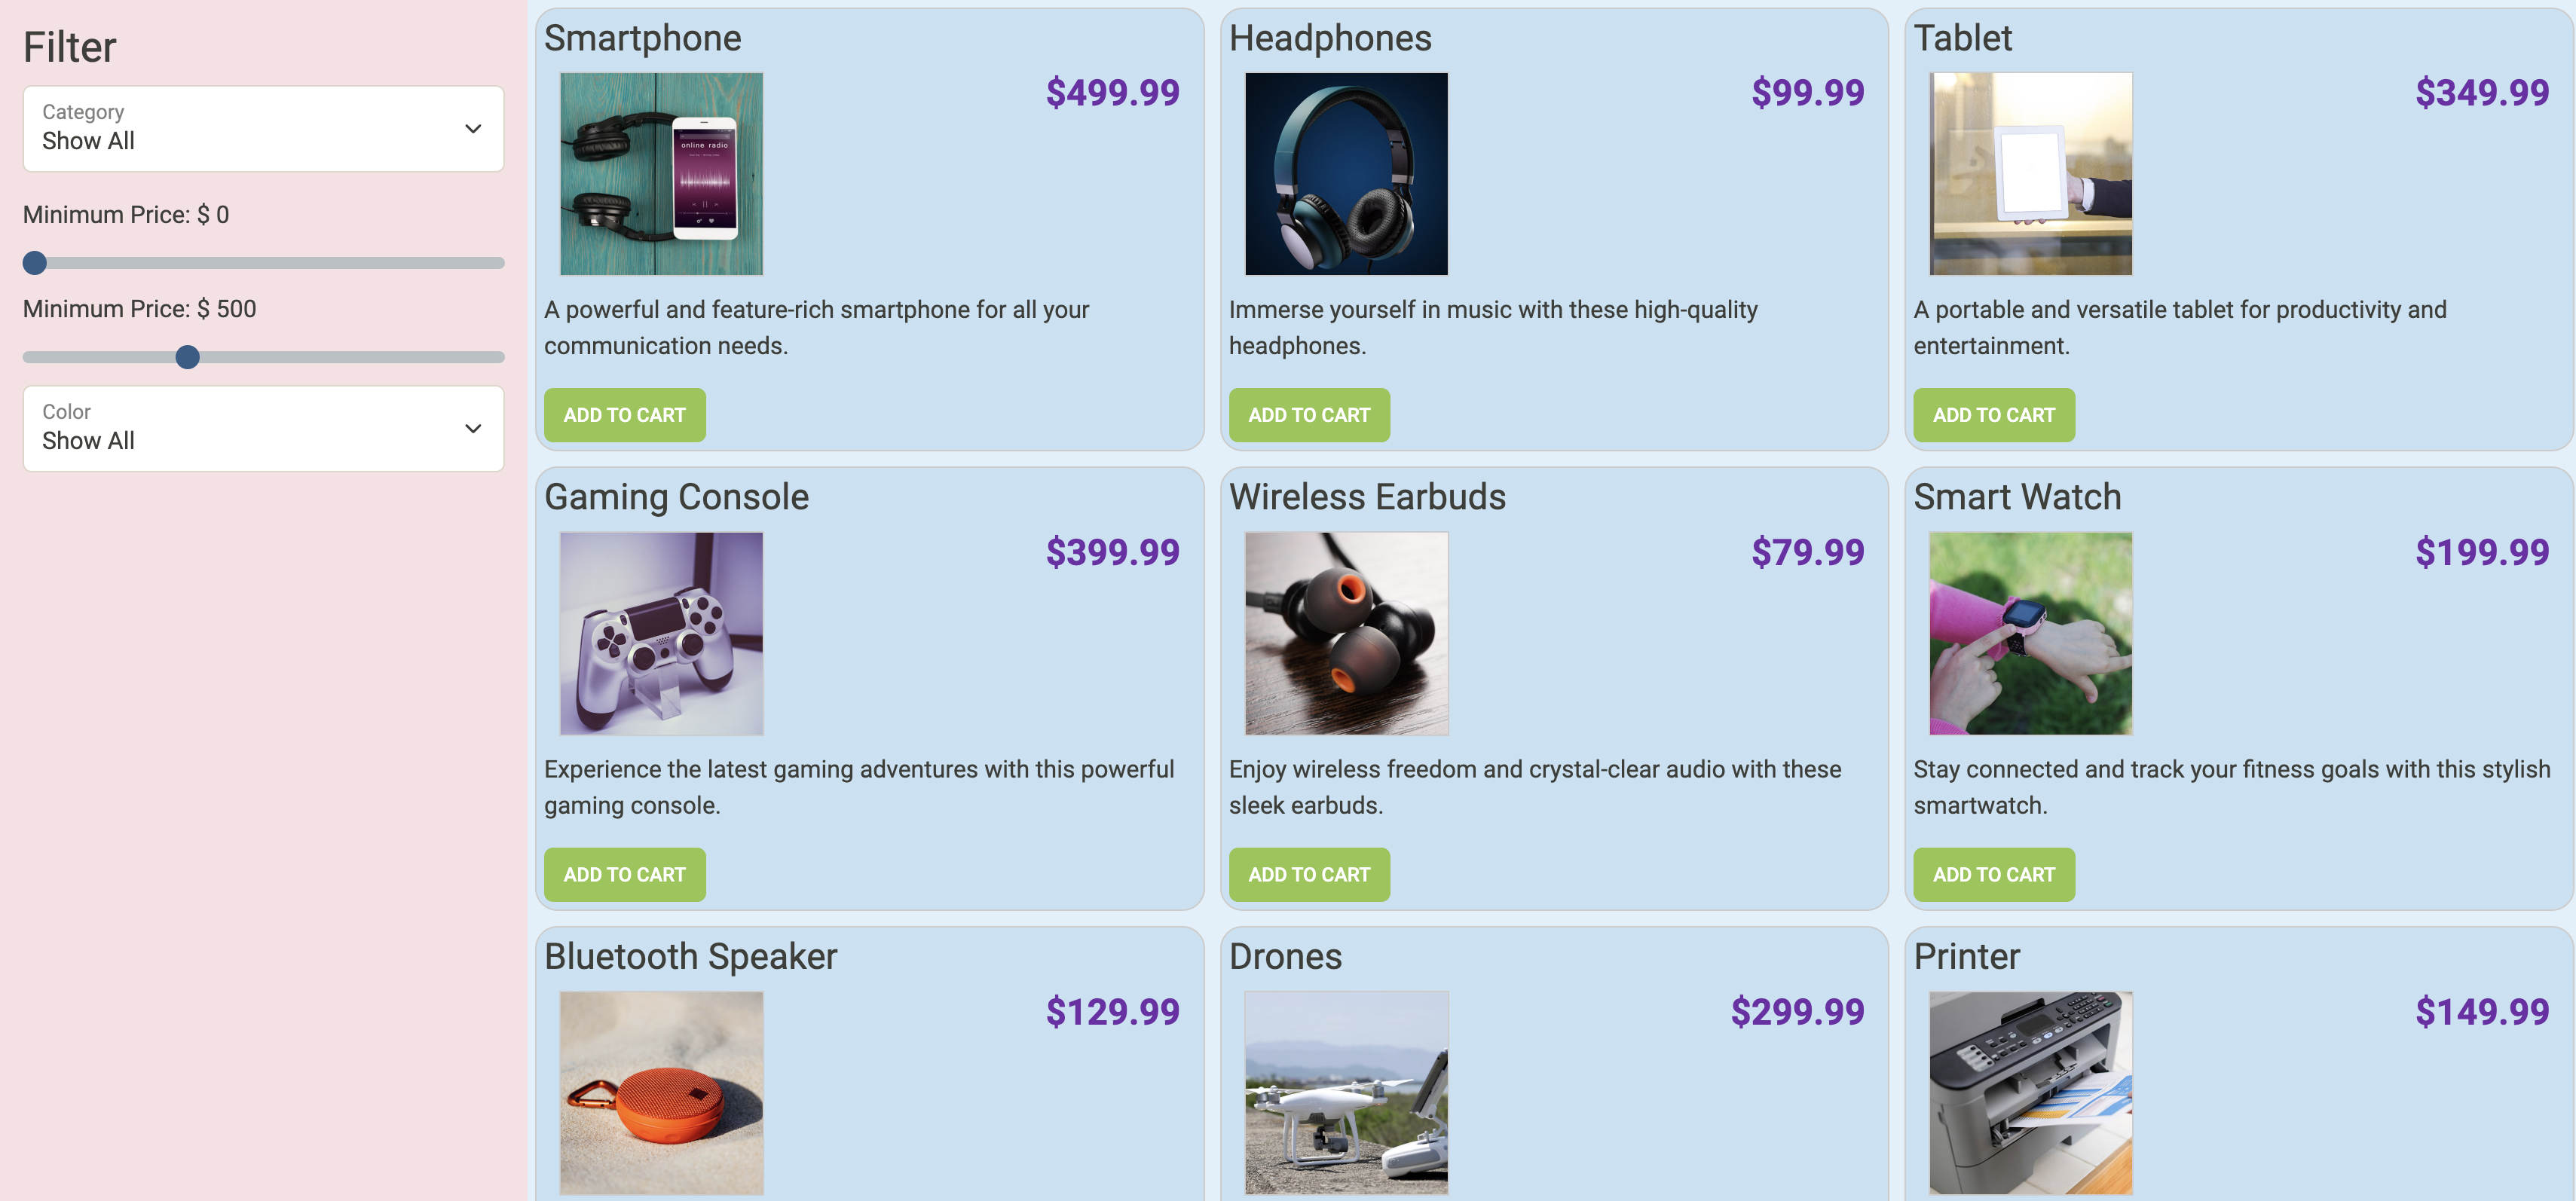 Filter
Category
Show All
Minimum Price: $ 0
Minimum Price: $ 500
Color
Show All
Smartphone
$499.99
online radio
A powerful and feature-rich smartphone for all your
communication needs.
ADD TO CART
Headphones
$99.99
Immerse yourself in music with these high-quality
headphones.
ADD TO CART
Tablet
$349.99
A portable and versatile tablet for productivity and
entertainment.
ADD TO CART
Gaming Console
$399.99
Experience the latest gaming adventures with this powerful
gaming console.
ADD TO CART
Wireless Earbuds
$79.99
Enjoy wireless freedom and crystal-clear audio with these
sleek earbuds.
ADD TO CART
Smart Watch
$199.99
Stay connected and track your fitness goals with this stylish
smartwatch.
ADD TO CART
Bluetooth Speaker
$129.99
Drones
$299.99
Printer
$149.99